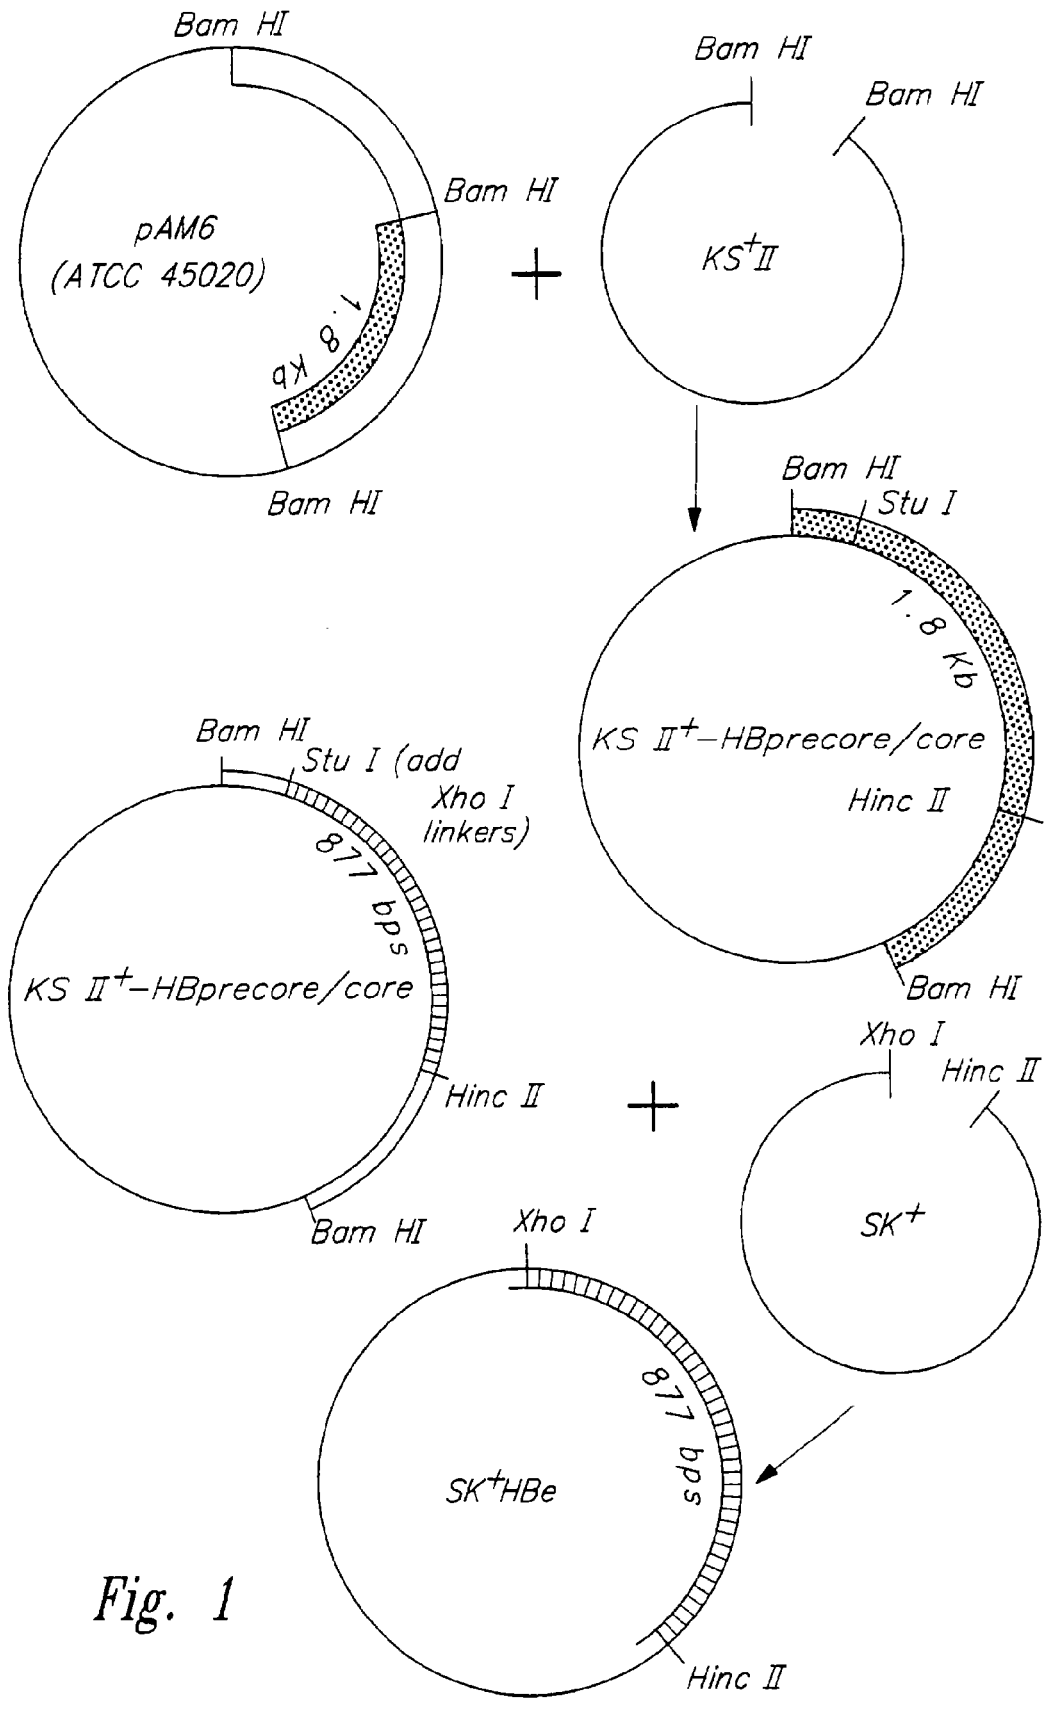 Bam HI
Bam HI
Bam HI
Bam HI
pAM6
(ATCC 45020)
+
KS+II
1.8 Kb
Bam HI
Bam HI
Stu I
1.8 Kb
KS II+-HBprecore/core
Hinc II
Bam HI
Bam HI
Stu I (add
Xho I
linkers)
877 bps
KS II+-HBprecore/core
Hinc II
Bam HI
+
Xho I
Hinc II
SK+
Xho I
877 bps
SK+HBe
Hinc II
Fig. 1